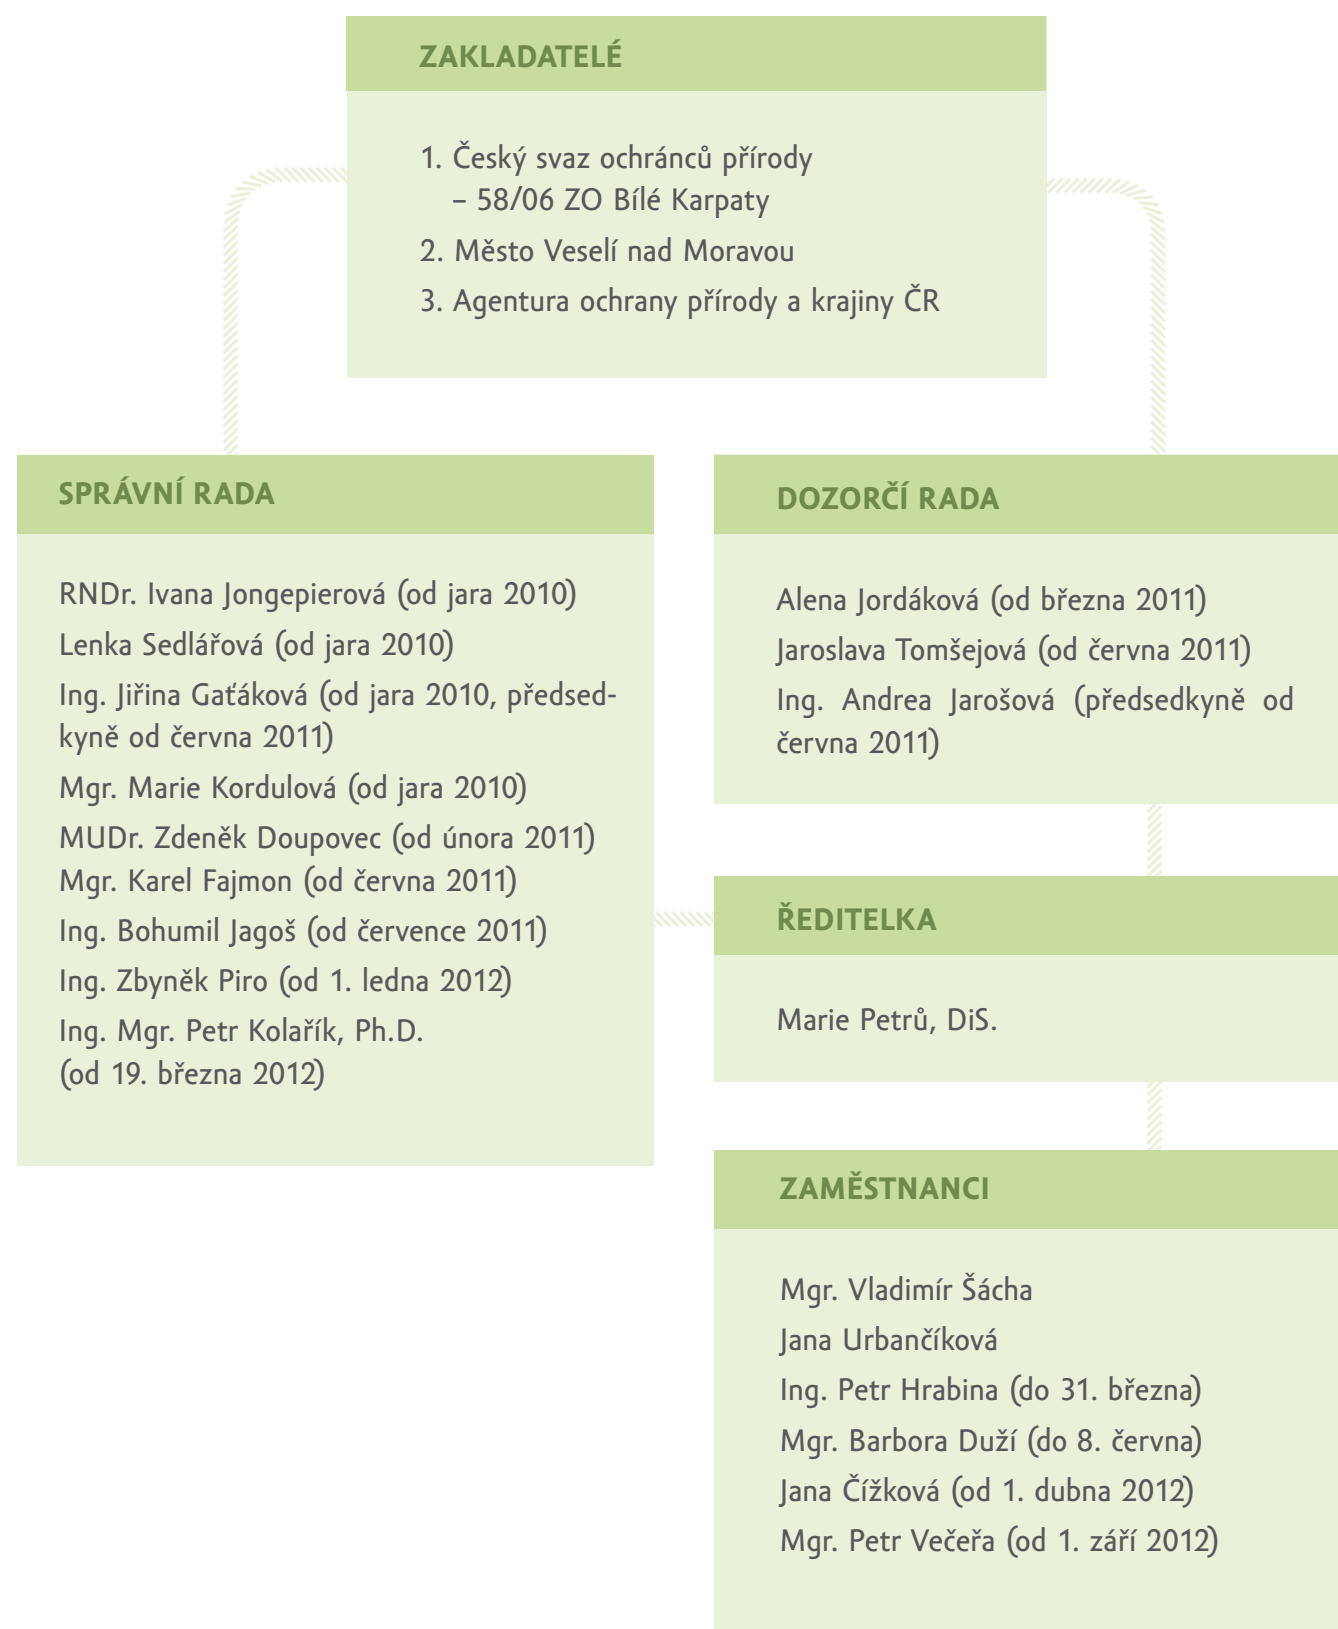 ZAKLADATELÉ
1. Český svaz ochránců přírody
– 58/06 ZO Bílé Karpaty
2. Město Veselí nad Moravou
3. Agentura ochrany přírody a krajiny ČR
SPRÁVNÍ RADA
RNDr. Ivana Jongepierová (od jara 2010)
Lenka Sedlářová (od jara 2010)
Ing. Jiřina Gaťáková (od jara 2010, předsed-
kyně od června 2011)
Mgr. Marie Kordulová (od jara 2010)
MUDr. Zdeněk Doupovec (od února 2011)
Mgr. Karel Fajmon (od června 2011)
Ing. Bohumil Jagoš (od července 2011)
Ing. Zbyněk Piro (od 1. ledna 2012)
Ing. Mgr. Petr Kolařík, Ph.D.
(od 19. března 2012)
DOZORČÍ RADA
Alena Jordáková (od března 2011)
Jaroslava Tomšejová (od června 2011)
Ing. Andrea Jarošová (předsedkyně od
června 2011)
ŘEDITELKA
Marie Petrů, DiS.
ZAMĚSTNANCI
Mgr. Vladimír Šácha
Jana Urbančíková
Ing. Petr Hrabina (do 31. března)
Mgr. Barbora Duží (do 8. června)
Jana Čížková (od 1. dubna 2012)
Mgr. Petr Večeřa (od 1. září 2012)